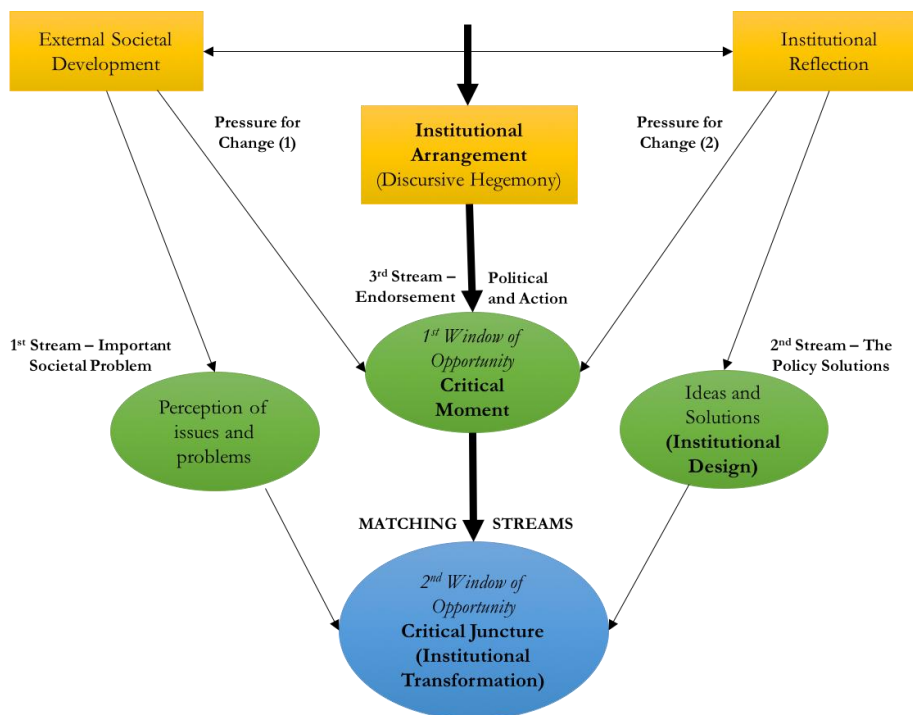 External Societal
Development
Institutional
Reflection
Pressure for
Change (1)
Institutional
Arrangement
(Discursive Hegemony)
Pressure for
Change (2)
3rd Stream –
Endorsement
Political
and Action
1st Stream – Important
Societal Problem
1st Window of
Opportunity
Critical
Moment
2nd Stream – The
Policy Solutions
Perception of
issues and
problems
Ideas and
Solutions
(Institutional
Design)
MATCHING STREAMS
2nd Window of
Opportunity
Critical Juncture
(Institutional
Transformation)